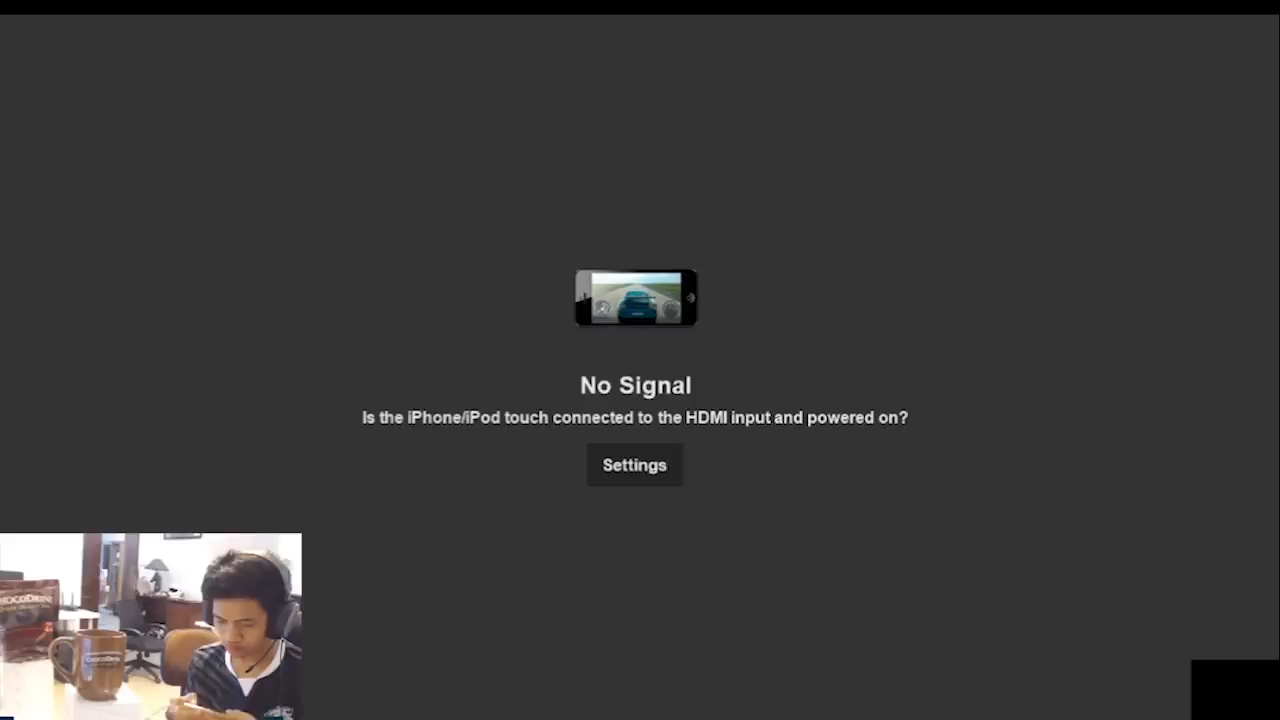 No Signal
Is the iPhone/iPod touch connected to the HDMI input and powered on?
Settings